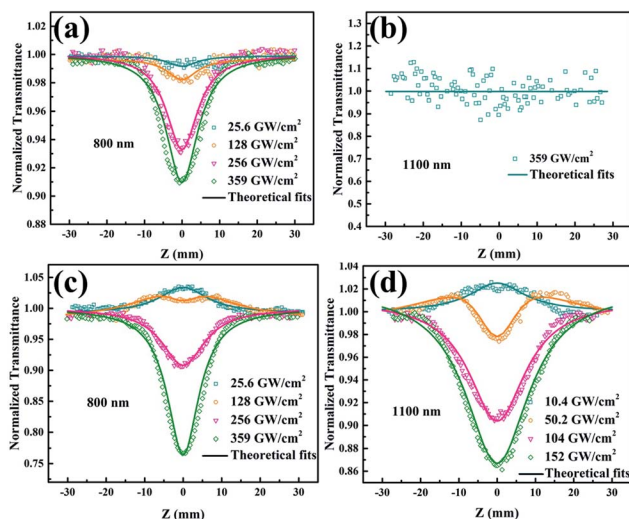 (a)
Normalized Transmittance
1.00
0.98
0.96
0.94
0.92
0.90
0.88
800 nm
25.6 GW/cm²
128 GW/cm²
256 GW/cm²
359 GW/cm²
Theoretical fits
-30 -20 -10 0 10 20 30
Z (mm)
(b)
Normalized Transmittance
1.3
1.2
1.1
1.0
0.9
0.8
0.7
0.6
0.5
0.4
1100 nm
359 GW/cm²
Theoretical fits
-30 -20 -10 0 10 20 30
Z (mm)
(c)
Normalized Transmittance
1.05
1.00
0.95
0.90
0.85
0.80
0.75
800 nm
25.6 GW/cm²
128 GW/cm²
256 GW/cm²
359 GW/cm²
Theoretical fits
-30 -20 -10 0 10 20 30
Z (mm)
(d)
Normalized Transmittance
1.04
1.02
1.00
0.98
0.96
0.94
0.92
0.90
0.88
0.86
1100 nm
10.4 GW/cm²
50.2 GW/cm²
104 GW/cm²
152 GW/cm²
Theoretical fits
-30 -20 -10 0 10 20 30
Z (mm)